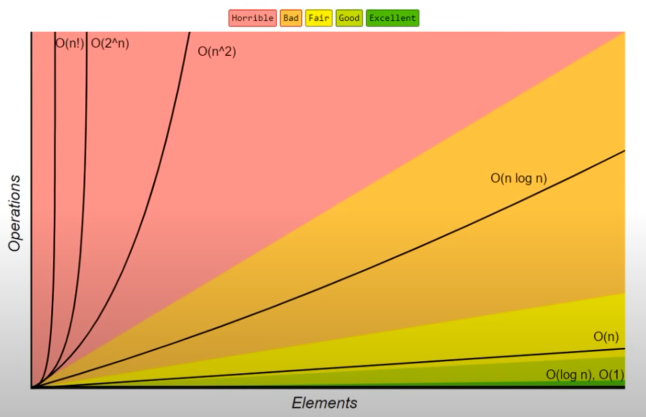 Horrible Bad Fair Good Excellent
O(n!) O(2^n)
O(n^2)
O(n log n)
O(n)
O(log n), O(1)
Operations
Elements